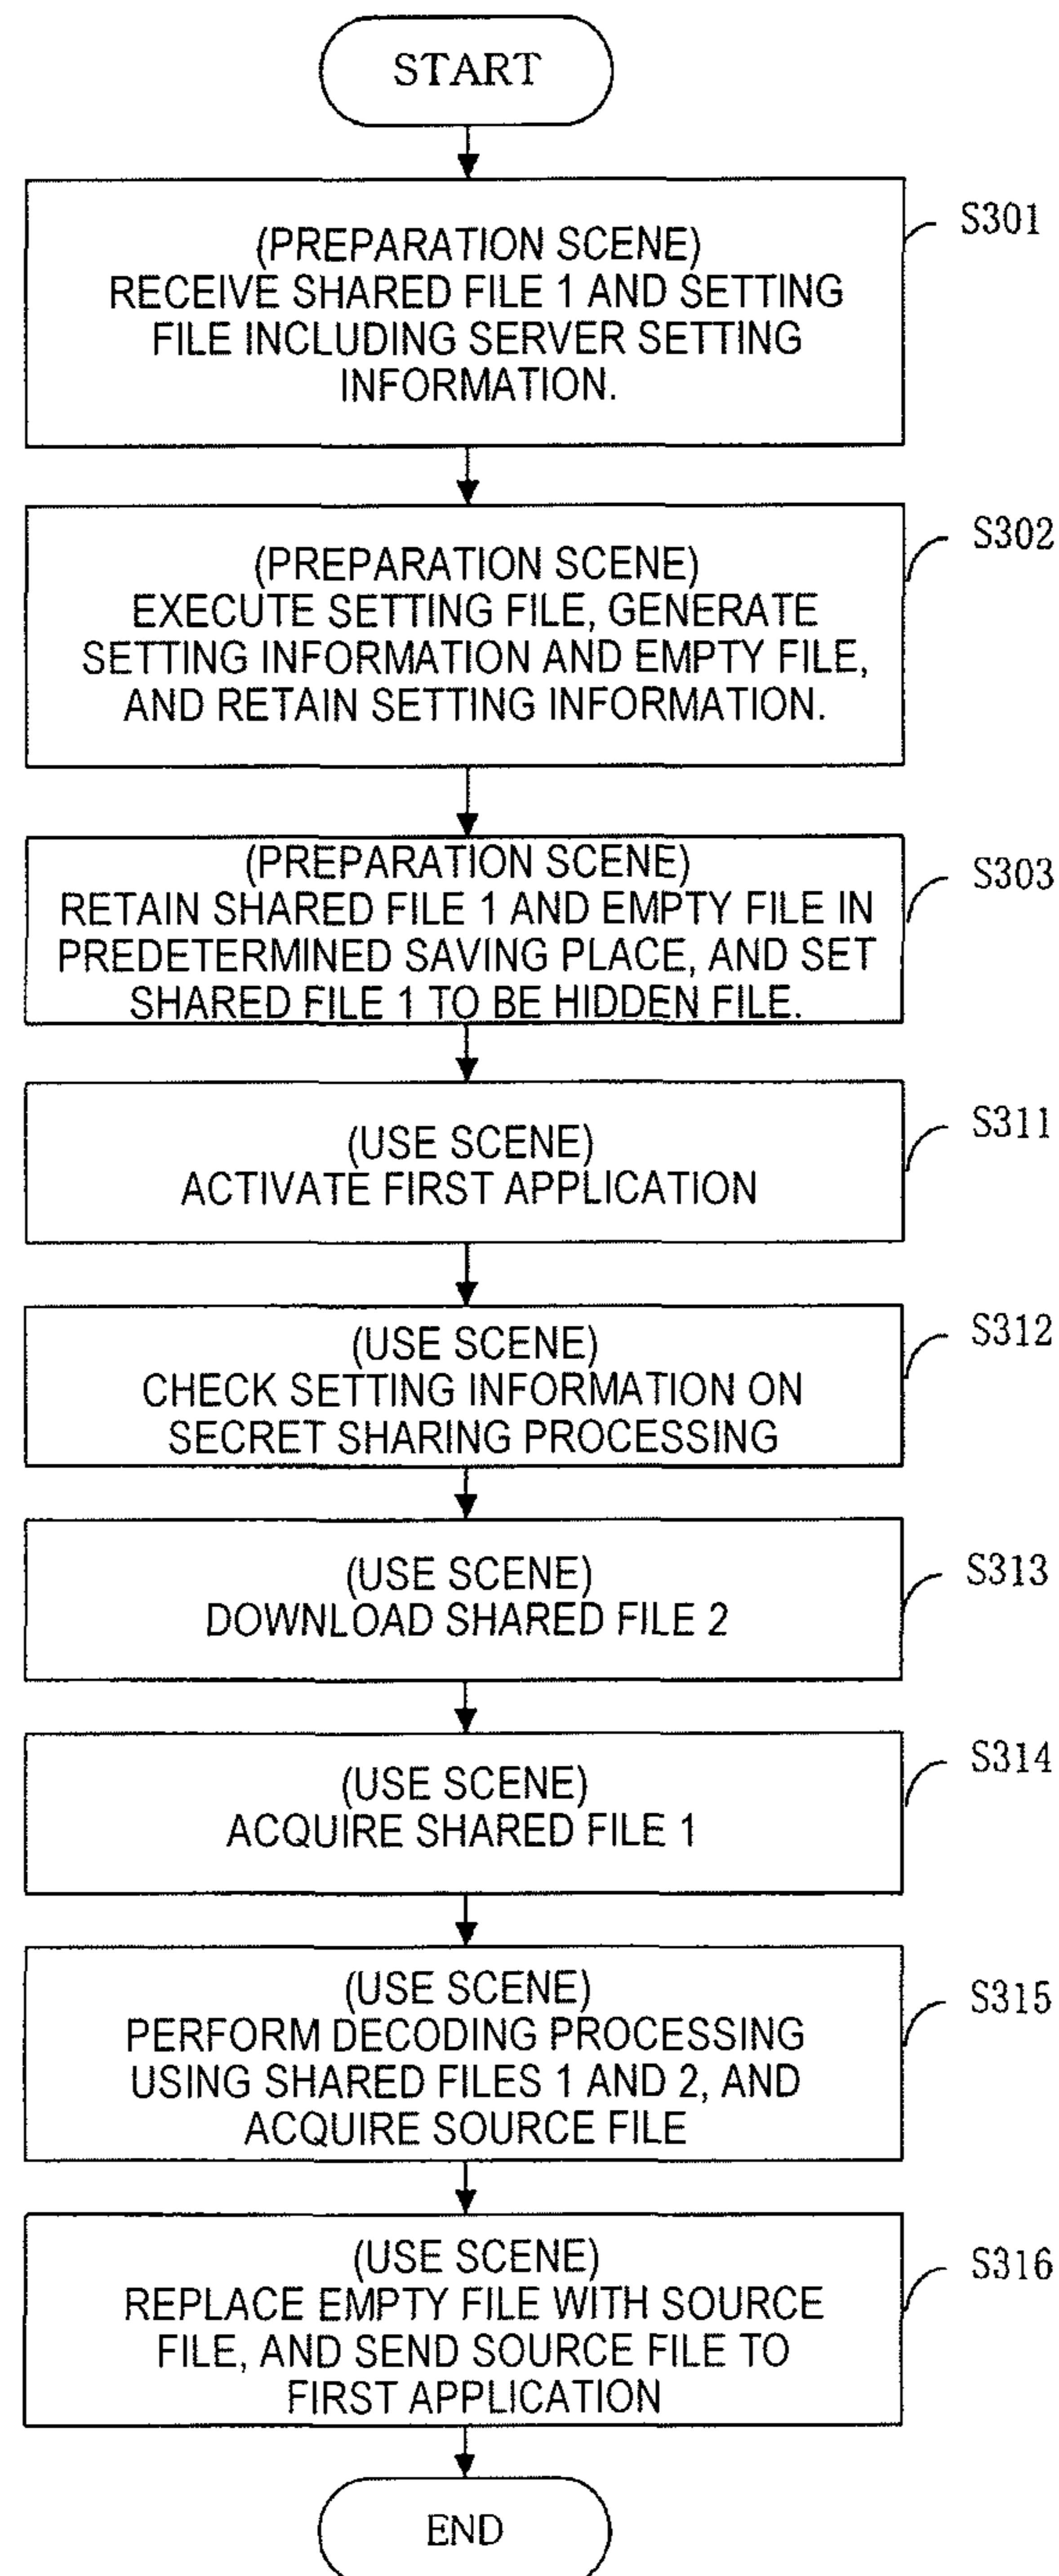 START
(PREPARATION SCENE)
RECEIVE SHARED FILE 1 AND SETTING
FILE INCLUDING SERVER SETTING
INFORMATION.
S301
(PREPARATION SCENE)
EXECUTE SETTING FILE, GENERATE
SETTING INFORMATION AND EMPTY FILE,
AND RETAIN SETTING INFORMATION.
S302
(PREPARATION SCENE)
RETAIN SHARED FILE 1 AND EMPTY FILE IN
PREDETERMINED SAVING PLACE, AND SET
SHARED FILE 1 TO BE HIDDEN FILE.
S303
(USE SCENE)
ACTIVATE FIRST APPLICATION
S311
(USE SCENE)
CHECK SETTING INFORMATION ON
SECRET SHARING PROCESSING
S312
(USE SCENE)
DOWNLOAD SHARED FILE 2
S313
(USE SCENE)
ACQUIRE SHARED FILE 1
S314
(USE SCENE)
PERFORM DECODING PROCESSING
USING SHARED FILES 1 AND 2, AND
ACQUIRE SOURCE FILE
S315
(USE SCENE)
REPLACE EMPTY FILE WITH SOURCE
FILE, AND SEND SOURCE FILE TO
FIRST APPLICATION
S316
END